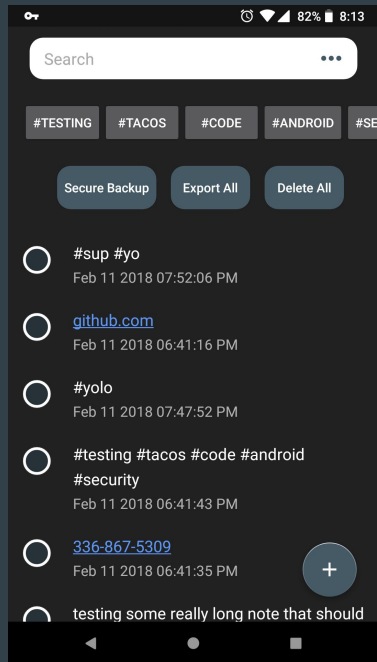 82% 8:13
Search
#TESTING #TACOS #CODE #ANDROID #SE
Secure Backup Export All Delete All
#sup #yo
Feb 11 2018 07:52:06 PM
github.com
Feb 11 2018 06:41:16 PM
#yolo
Feb 11 2018 07:47:52 PM
#testing #tacos #code #android
#security
Feb 11 2018 06:41:43 PM
336-867-5309
Feb 11 2018 06:41:35 PM
testing some really long note that should